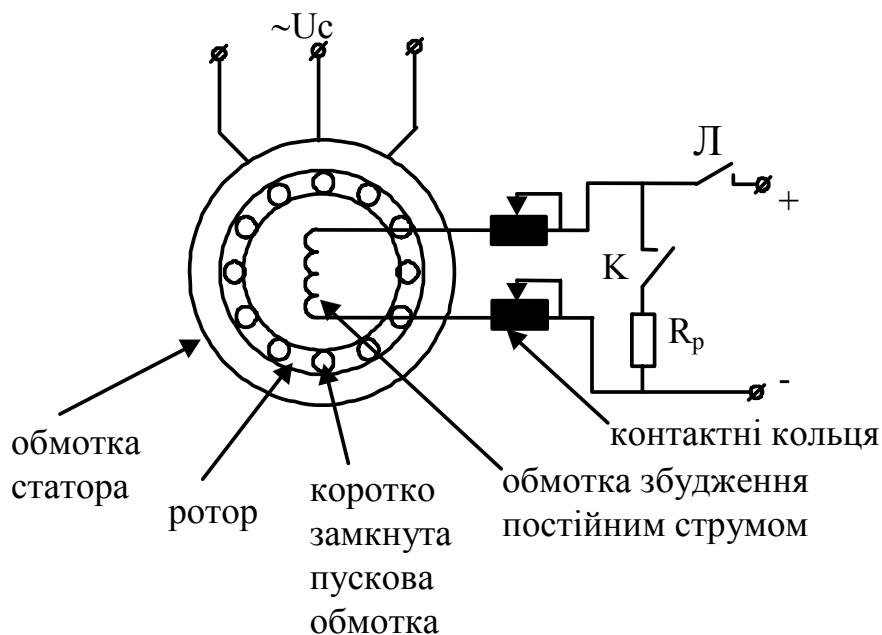 ~Uc
Л
+
K
Rр
-
контактні кольця
обмотка
статора
ротор
коротко
замкнута
пускова
обмотка
обмотка збудження
постійним струмом